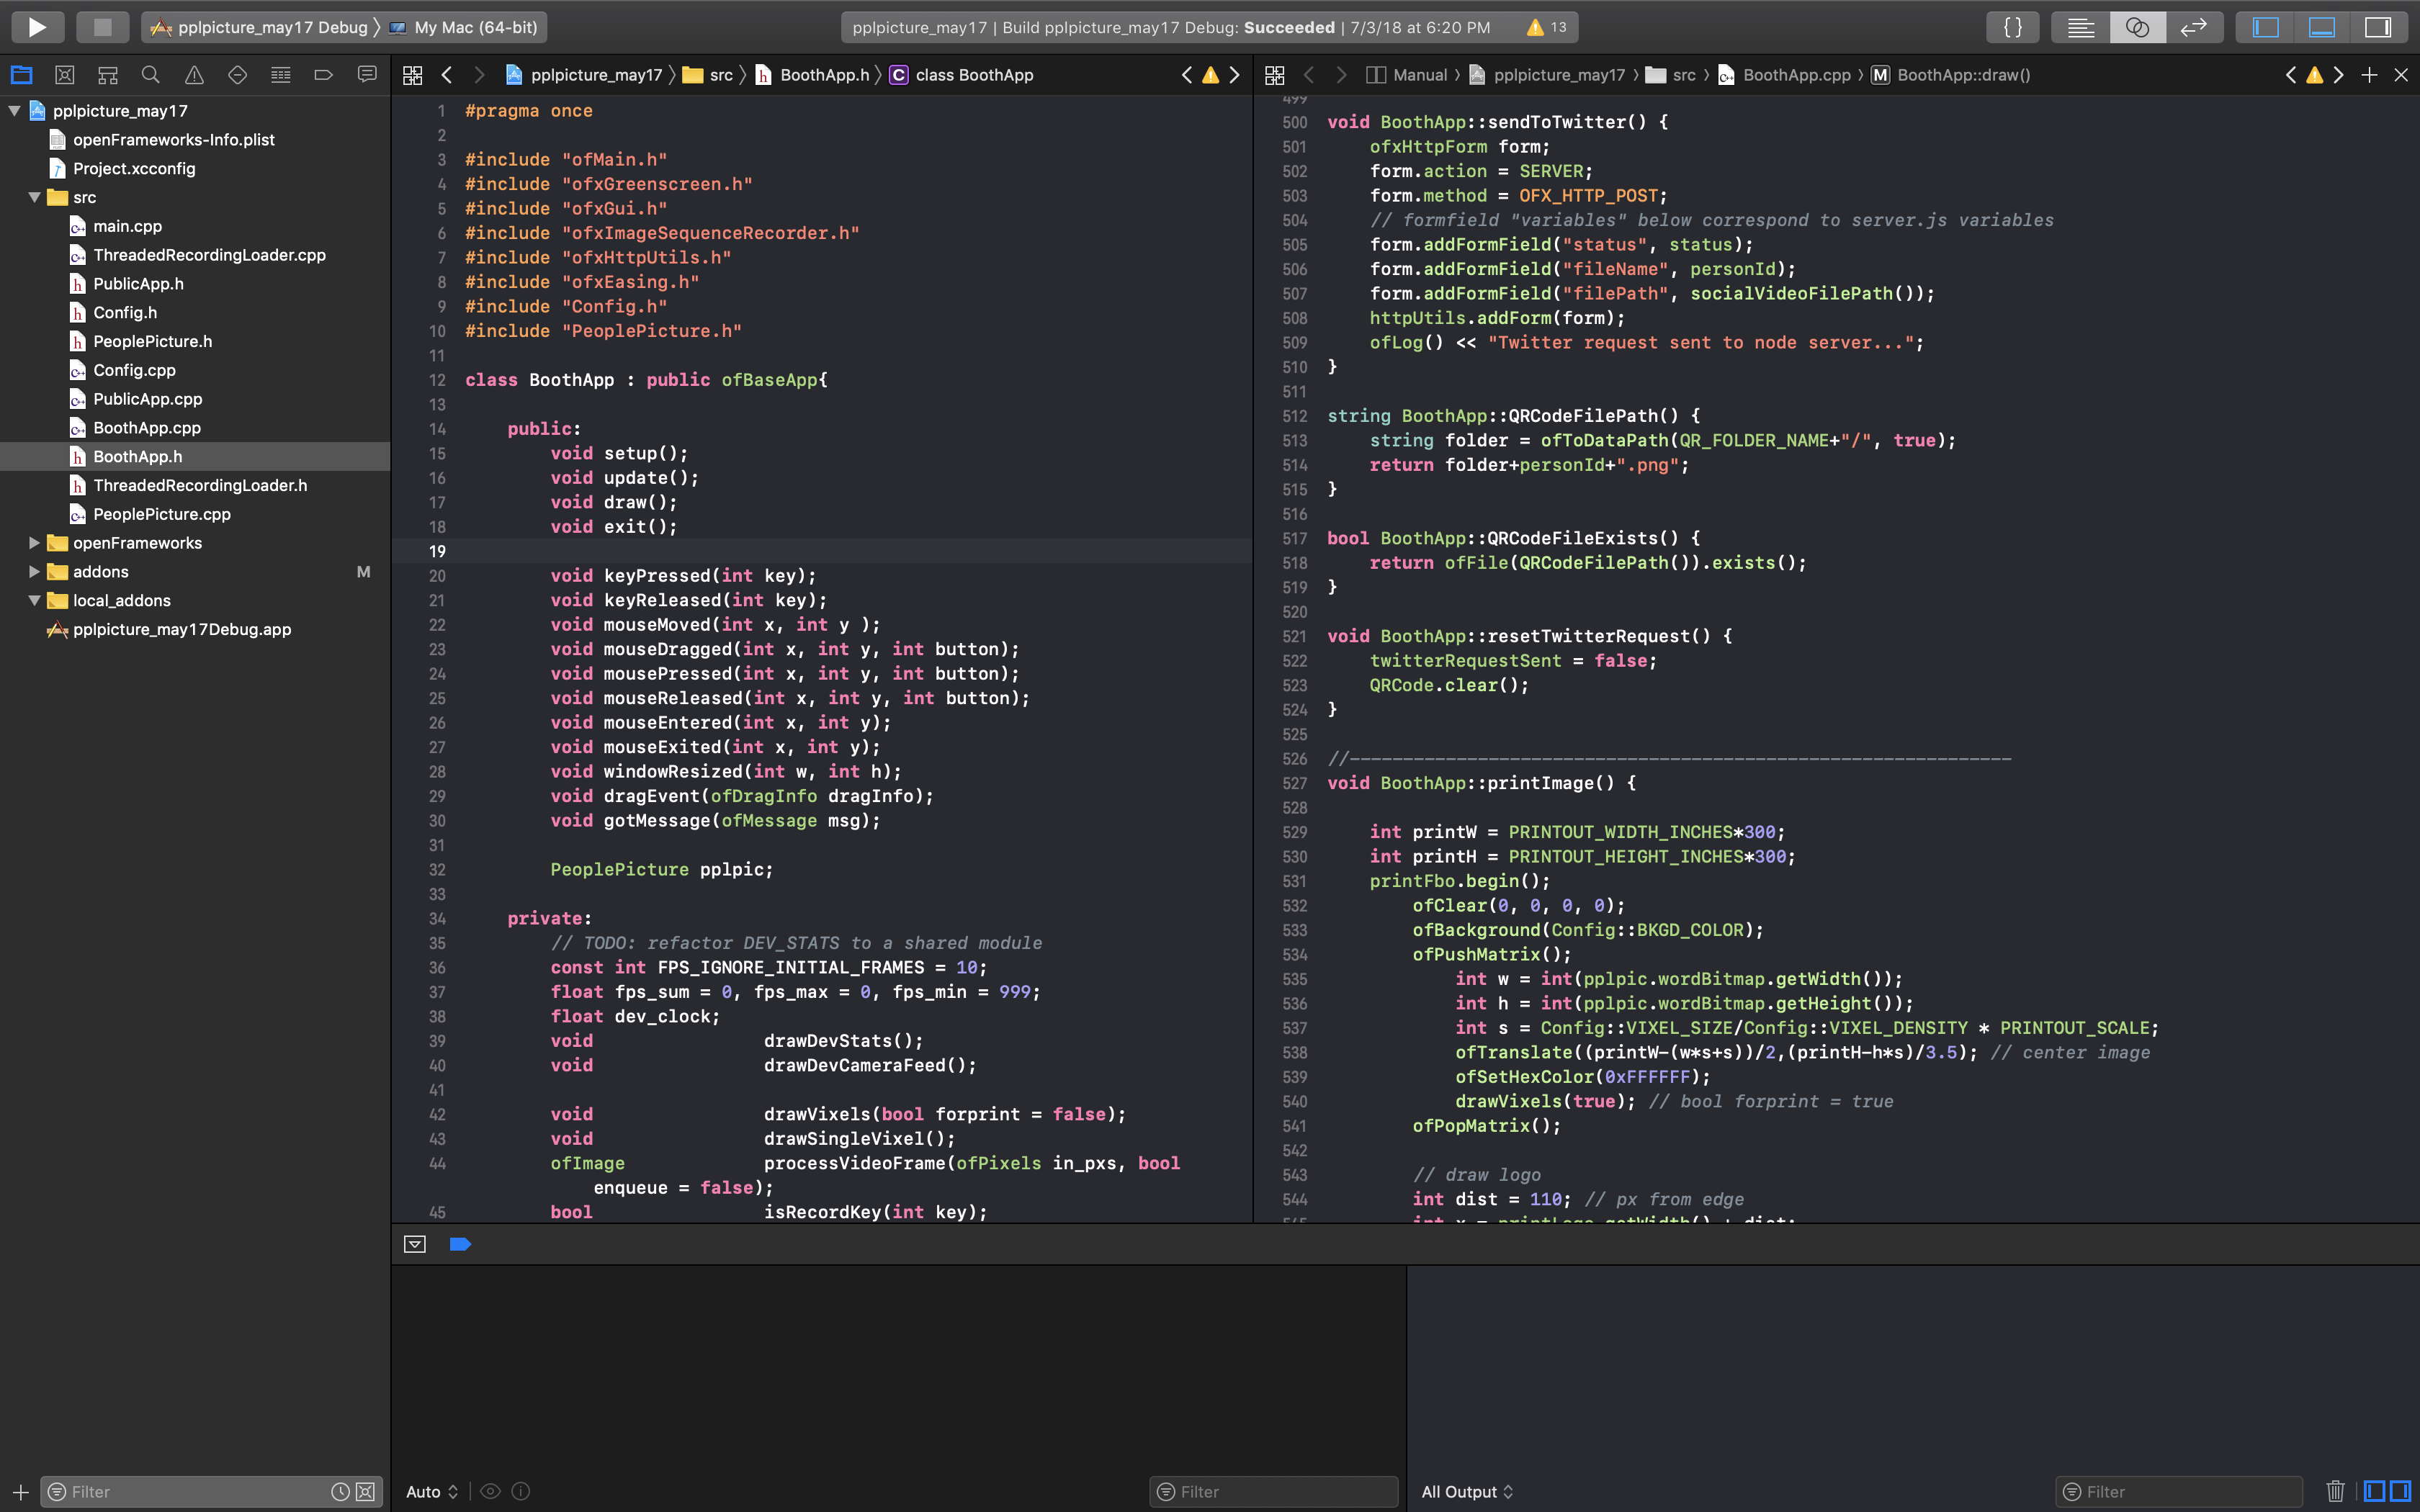 pplpicture_may17 Debug 〉 My Mac (64-bit)
pplpicture_may17 | Build pplpicture_may17 Debug: Succeeded | 7/3/18 at 6:20 PM 13
{ }
pplpicture_may17
openFrameworks-Info.plist
Project.xcconfig
src
main.cpp
ThreadedRecordingLoader.cpp
PublicApp.h
Config.h
PeoplePicture.h
Config.cpp
PublicApp.cpp
BoothApp.cpp
BoothApp.h
ThreadedRecordingLoader.h
PeoplePicture.cpp
openFrameworks
addons M
local_addons
pplpicture_may17Debug.app
Filter
pplpicture_may17 〉 src 〉 h BoothApp.h 〉 C class BoothApp
1 #pragma once
2
3 #include "ofMain.h"
4 #include "ofxGreenscreen.h"
5 #include "ofxGui.h"
6 #include "ofxImageSequenceRecorder.h"
7 #include "ofxHttpUtils.h"
8 #include "ofxEasing.h"
9 #include "Config.h"
10 #include "PeoplePicture.h"
11
12 class BoothApp : public ofBaseApp{
13
14 public:
15 void setup();
16 void update();
17 void draw();
18 void exit();
19
20 void keyPressed(int key);
21 void keyReleased(int key);
22 void mouseMoved(int x, int y );
23 void mouseDragged(int x, int y, int button);
24 void mousePressed(int x, int y, int button);
25 void mouseReleased(int x, int y, int button);
26 void mouseEntered(int x, int y);
27 void mouseExited(int x, int y);
28 void windowResized(int w, int h);
29 void dragEvent(ofDragInfo dragInfo);
30 void gotMessage(ofMessage msg);
31
32 PeoplePicture pplpic;
33
34 private:
35 // TODO: refactor DEV_STATS to a shared module
36 const int FPS_IGNORE_INITIAL_FRAMES = 10;
37 float fps_sum = 0, fps_max = 0, fps_min = 999;
38 float dev_clock;
39 void drawDevStats();
40 void drawDevCameraFeed();
41
42 void drawVixels(bool forprint = false);
43 void drawSingleVixel();
44 ofImage processVideoFrame(ofPixels in_pxs, bool
enqueue = false);
45 bool isRecordKey(int key);
Manual 〉 pplpicture_may17 〉 src 〉 BoothApp.cpp 〉 M BoothApp::draw()
499
500 void BoothApp::sendToTwitter() {
501 ofxHttpForm form;
502 form.action = SERVER;
503 form.method = OFX_HTTP_POST;
504 // formfield "variables" below correspond to server.js variables
505 form.addFormField("status", status);
506 form.addFormField("fileName", personId);
507 form.addFormField("filePath", socialVideoFilePath());
508 httpUtils.addForm(form);
509 ofLog() << "Twitter request sent to node server...";
510 }
511
512 string BoothApp::QRCodeFilePath() {
513 string folder = ofToDataPath(QR_FOLDER_NAME+"/", true);
514 return folder+personId+".png";
515 }
516
517 bool BoothApp::QRCodeFileExists() {
518 return ofFile(QRCodeFilePath()).exists();
519 }
520
521 void BoothApp::resetTwitterRequest() {
522 twitterRequestSent = false;
523 QRCode.clear();
524 }
525
526 //--------------------------------------------------------------
527 void BoothApp::printImage() {
528
529 int printW = PRINTOUT_WIDTH_INCHES*300;
530 int printH = PRINTOUT_HEIGHT_INCHES*300;
531 printFbo.begin();
532 ofClear(0, 0, 0, 0);
533 ofBackground(Config::BKGD_COLOR);
534 ofPushMatrix();
535 int w = int(pplpic.wordBitmap.getWidth());
536 int h = int(pplpic.wordBitmap.getHeight());
537 int s = Config::VIXEL_SIZE/Config::VIXEL_DENSITY * PRINTOUT_SCALE;
538 ofTranslate((printW-(w*s+s))/2,(printH-h*s)/3.5); // center image
539 ofSetHexColor(0xFFFFFF);
540 drawVixels(true); // bool forprint = true
541 ofPopMatrix();
542
543 // draw logo
544 int dist = 110; // px from edge
545 int x = printLogo.getWidth() + dist;
Auto
Filter
All Output
Filter